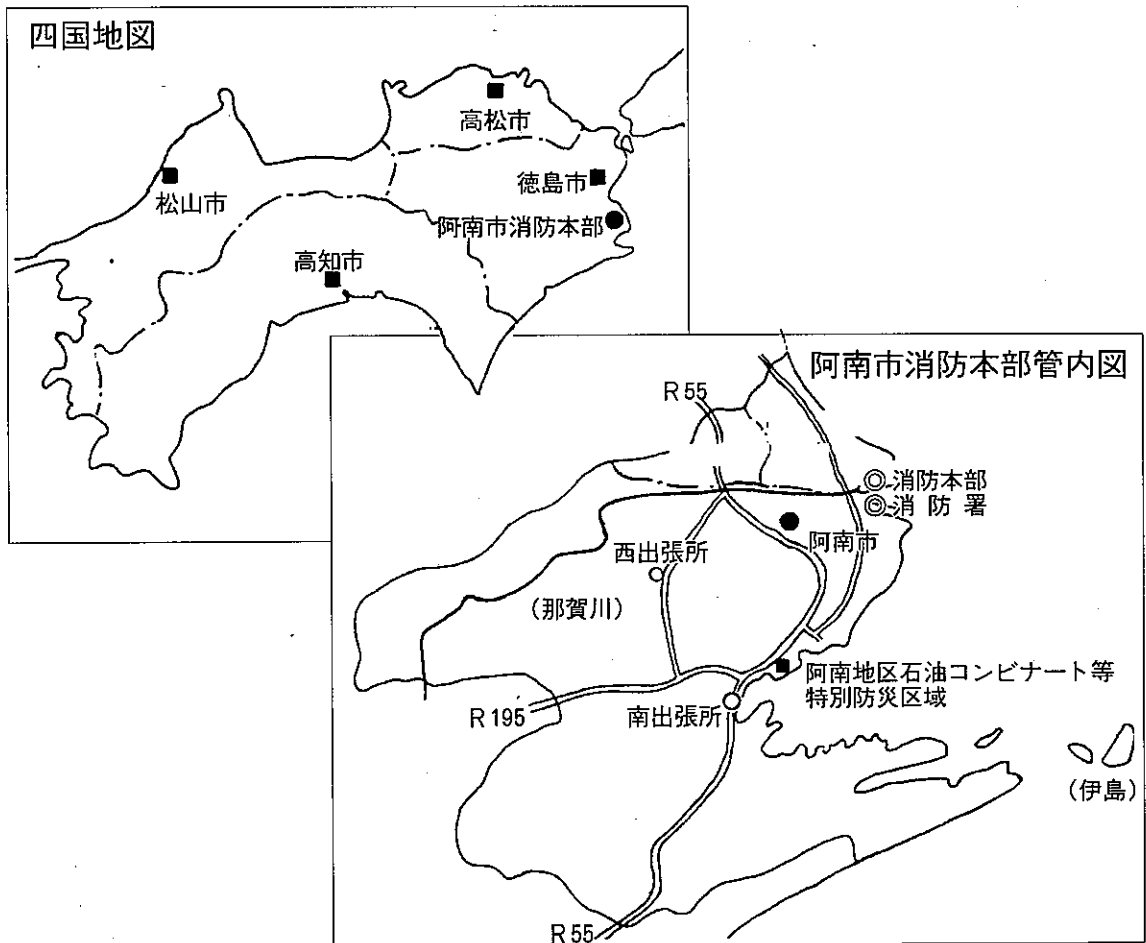 四国地図
高松市
徳島市
松山市
阿南市消防本部
高知市
阿南市消防本部管内図
R55
◎消防本部
◎消防署
阿南市
西出張所
(那賀川)
阿南地区石油コンビナート等
特別防災区域
R195
南出張所
(伊島)
R55